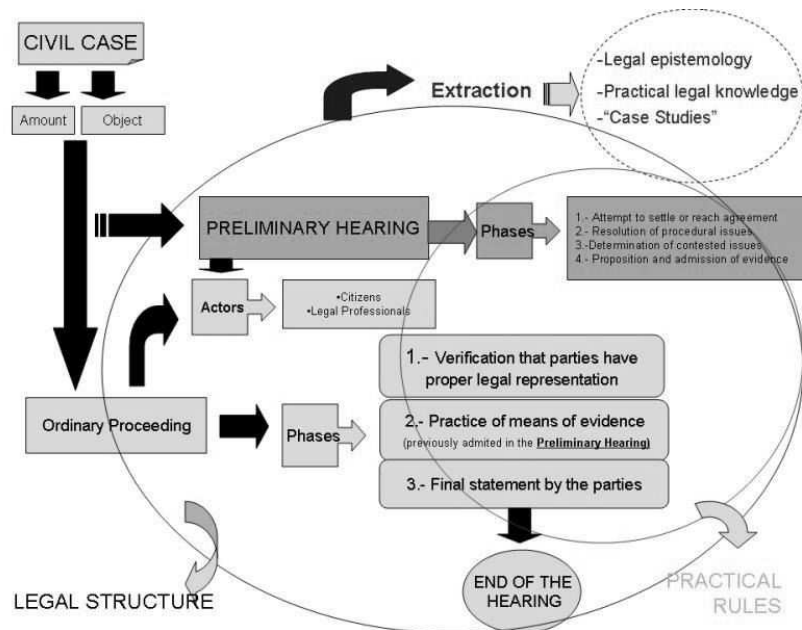 CIVIL CASE
Amount
Object
Extraction
-Legal epistemology
-Practical legal knowledge
-“Case Studies”
PRELIMINARY HEARING
Phases
1.- Attempt to settle or reach agreement
2.- Resolution of procedural issues
3.-Determination of contested issues
4.- Proposition and admission of evidence
Actors
•Citizens
•Legal Professionals
Ordinary Proceeding
Phases
1.- Verification that parties have
proper legal representation
2.- Practice of means of evidence
(previously admited in the Preliminary Hearing)
3.- Final statement by the parties
END OF THE
HEARING
LEGAL STRUCTURE
PRACTICAL
RULES